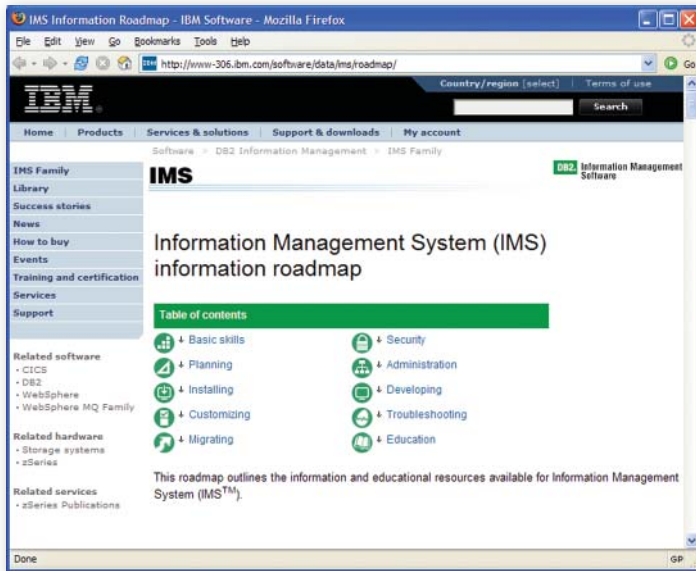 IMS Information Roadmap - IBM Software - Mozilla Firefox
File Edit View Go Bookmarks Tools Help
http://www-306.ibm.com/software/data/ims/roadmap/
Go
Country/region [select] | Terms of use
IBM®
Search
Home | Products | Services & solutions | Support & downloads | My account
Software > DB2 Information Management > IMS Family
IMS Family
Library
Success stories
News
How to buy
Events
Training and certification
Services
Support
Related software
• CICS
• DB2
• WebSphere
• WebSphere MQ Family
Related hardware
• Storage systems
• zSeries
Related services
• zSeries Publications
IMS
DB2. Information Management
Software
Information Management System (IMS)
information roadmap
Table of contents
↓ Basic skills
↓ Planning
↓ Installing
↓ Customizing
↓ Migrating
↓ Security
↓ Administration
↓ Developing
↓ Troubleshooting
↓ Education
This roadmap outlines the information and educational resources available for Information Management
System (IMS™).
Done
GP